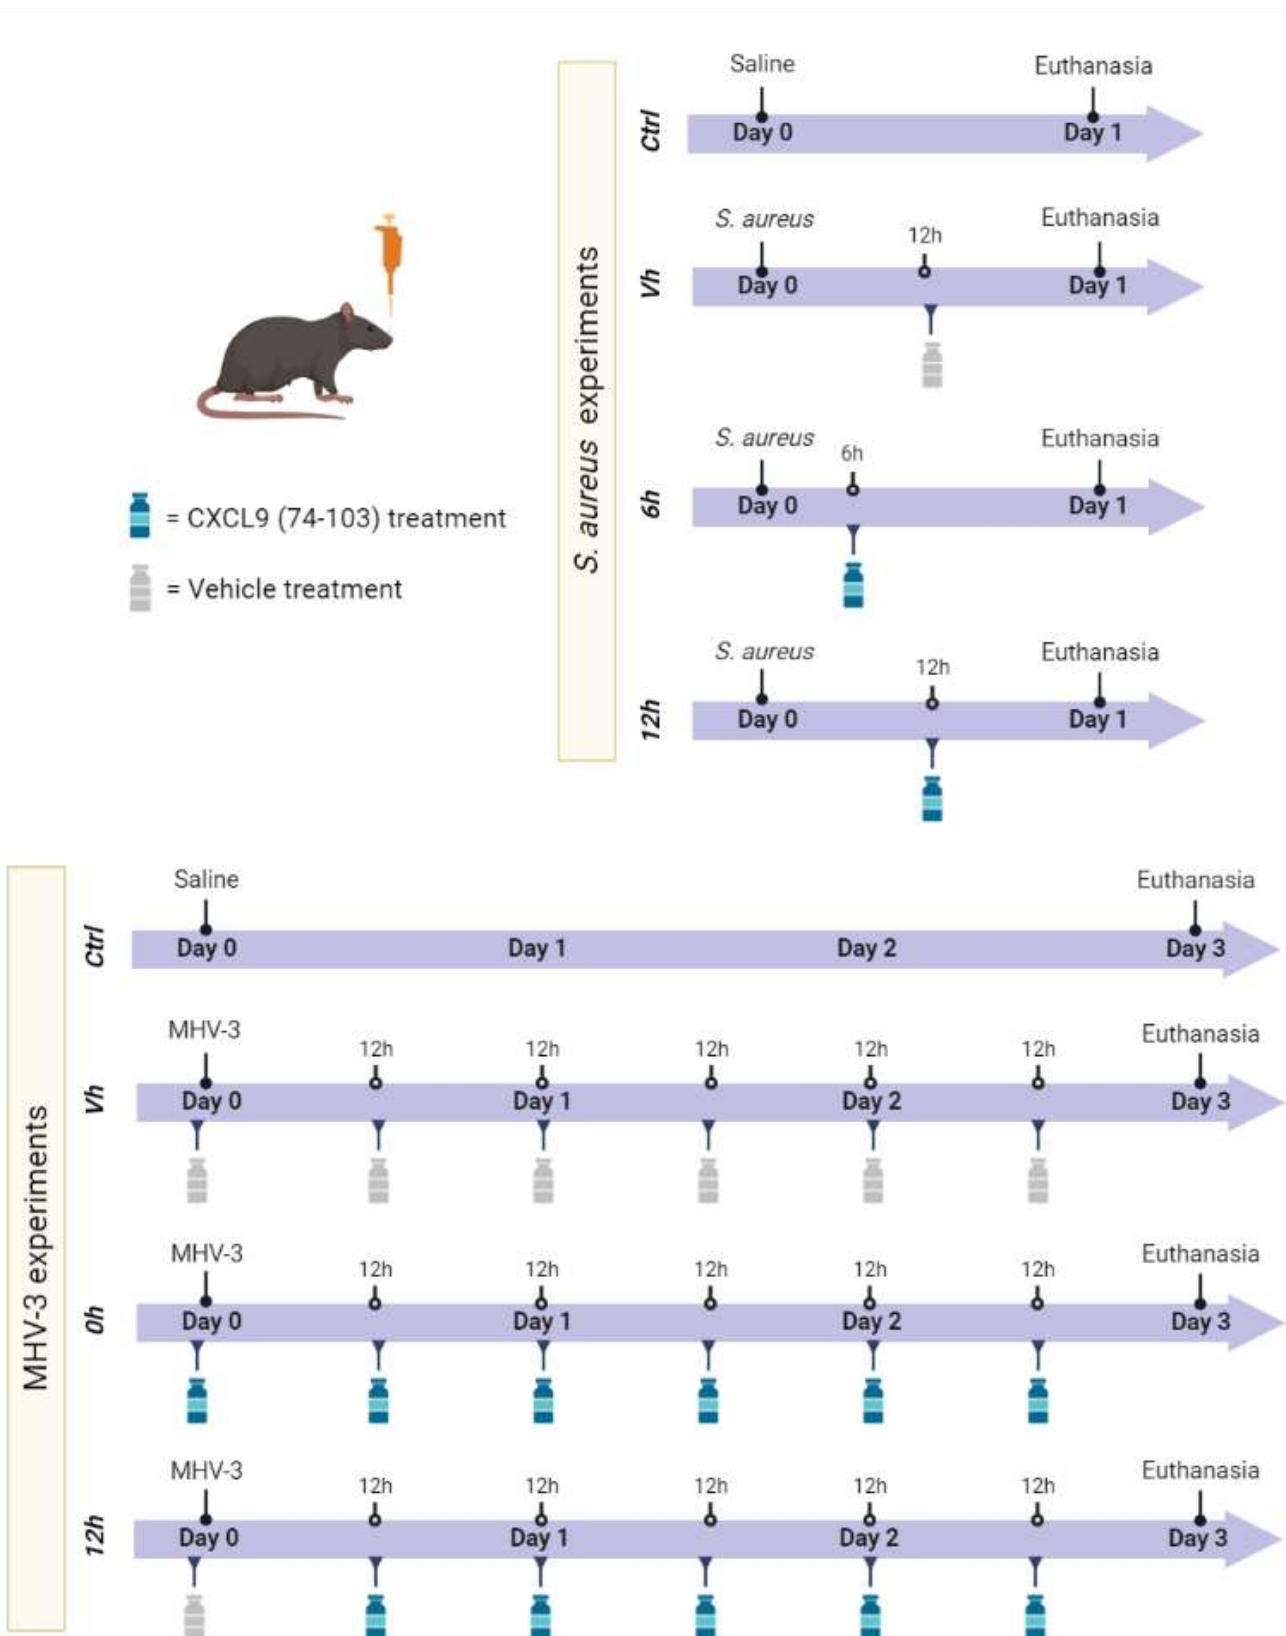 Saline Euthanasia
Ctrl
Day 0 Day 1
S. aureus 12h Euthanasia
Vh
Day 0 Day 1
S. aureus 6h Euthanasia
6h
Day 0 Day 1
S. aureus 12h Euthanasia
12h
Day 0 Day 1
S. aureus experiments
= CXCL9 (74-103) treatment
= Vehicle treatment
MHV-3 experiments
Saline Euthanasia
Ctrl
Day 0 Day 1 Day 2 Day 3
MHV-3 12h 12h 12h 12h 12h Euthanasia
Vh
Day 0 Day 1 Day 2 Day 3
MHV-3 12h 12h 12h 12h 12h Euthanasia
0h
Day 0 Day 1 Day 2 Day 3
MHV-3 12h 12h 12h 12h 12h Euthanasia
12h
Day 0 Day 1 Day 2 Day 3